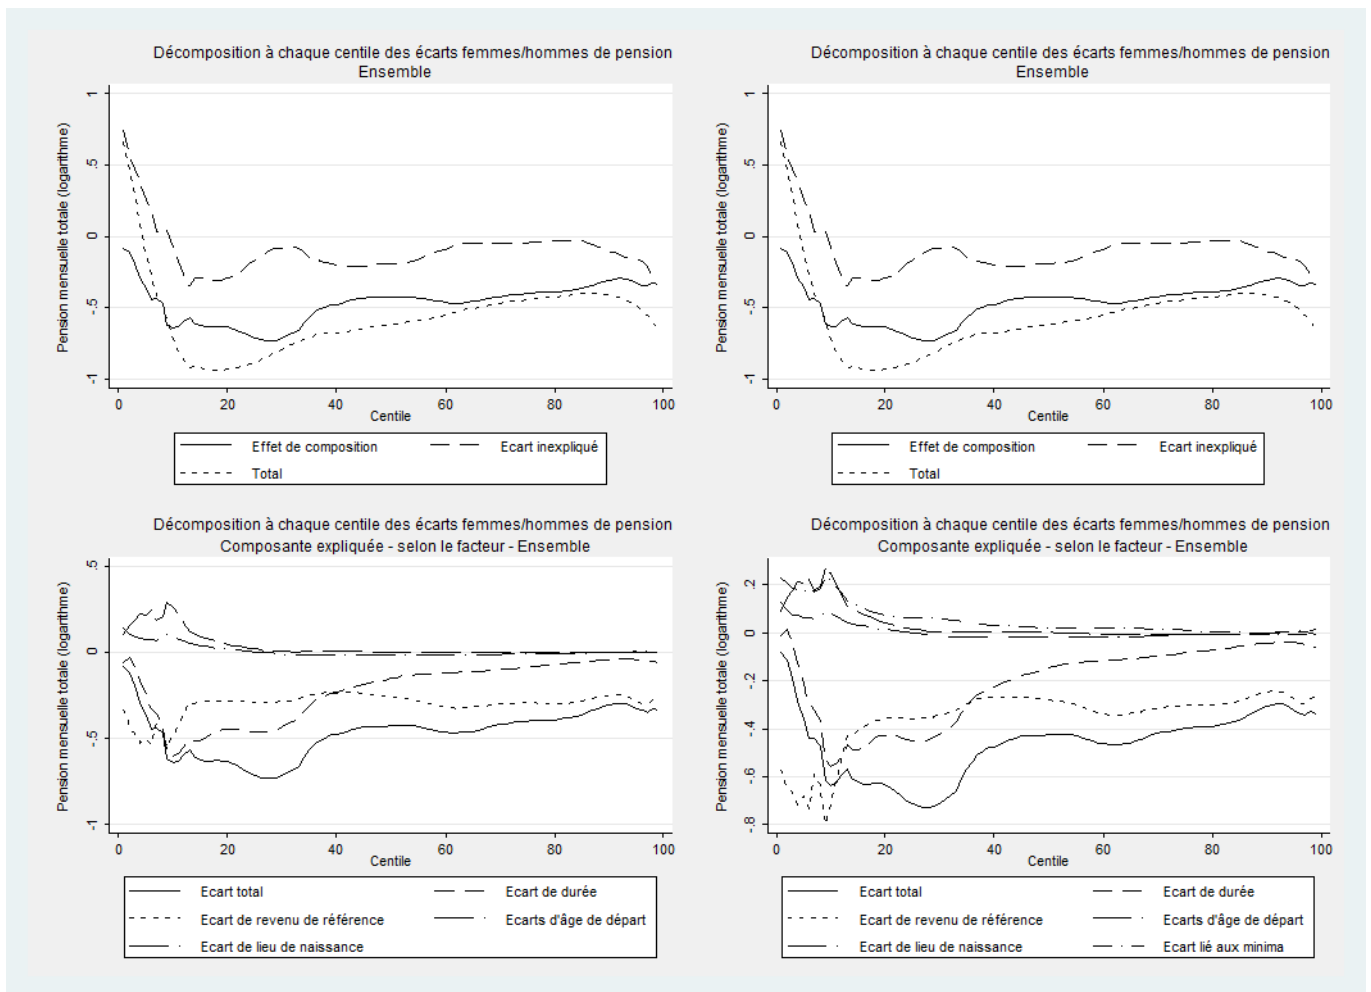 Décomposition à chaque centile des écarts femmes/hommes de pension
Ensemble
Pension mensuelle totale (logarithme)
1
.5
0
-.5
-1
0 20 40 60 80 100
Centile
Effet de composition
Ecart inexpliqué
Total
Décomposition à chaque centile des écarts femmes/hommes de pension
Ensemble
Pension mensuelle totale (logarithme)
1
.5
0
-.5
-1
0 20 40 60 80 100
Centile
Effet de composition
Ecart inexpliqué
Total
Décomposition à chaque centile des écarts femmes/hommes de pension
Composante expliquée - selon le facteur - Ensemble
Pension mensuelle totale (logarithme)
.5
0
-.5
-1
0 20 40 60 80 100
Centile
Ecart total
Ecart de durée
Ecart de revenu de référence
Ecarts d'âge de départ
Ecart de lieu de naissance
Décomposition à chaque centile des écarts femmes/hommes de pension
Composante expliquée - selon le facteur - Ensemble
Pension mensuelle totale (logarithme)
.2
0
-.2
-.4
-.6
-.8
0 20 40 60 80 100
Centile
Ecart total
Ecart de durée
Ecart de revenu de référence
Ecarts d'âge de départ
Ecart de lieu de naissance
Ecart lié aux minima